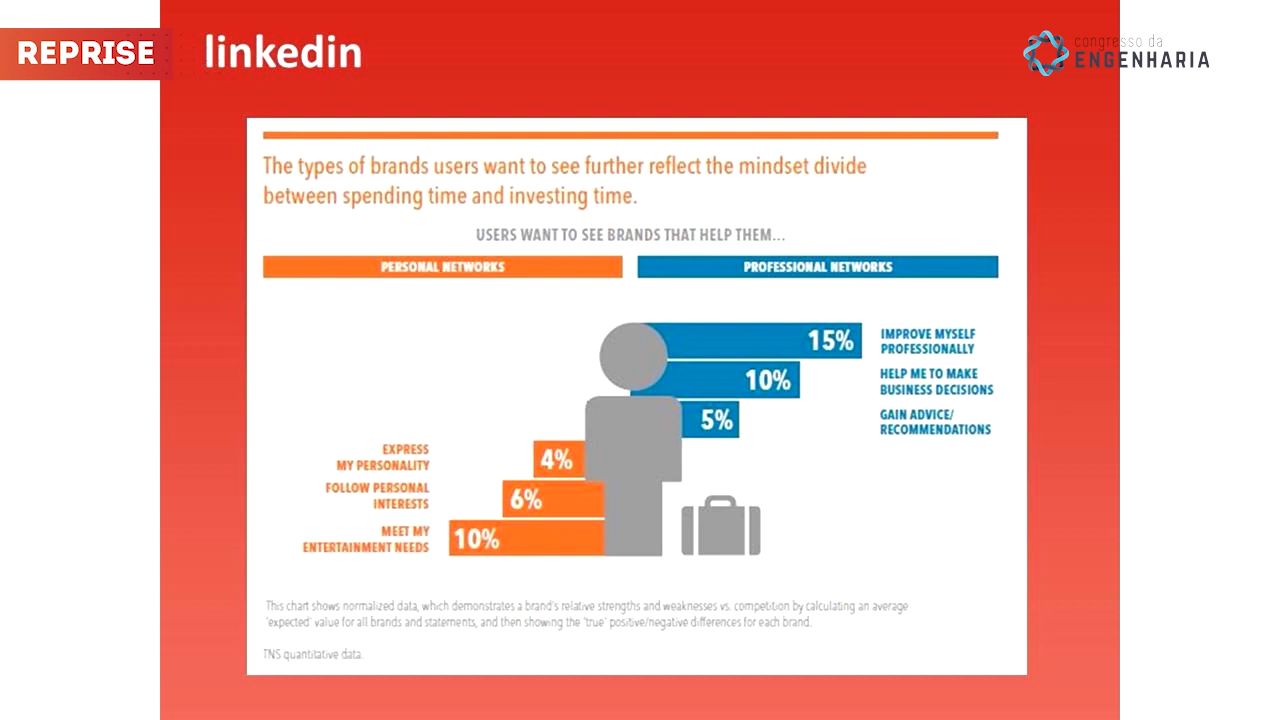 REPRISE
linkedin
congresso da
ENGENHARIA
The types of brands users want to see further reflect the mindset divide
between spending time and investing time.
USERS WANT TO SEE BRANDS THAT HELP THEM...
PERSONAL NETWORKS
PROFESSIONAL NETWORKS
15%
IMPROVE MYSELF
PROFESSIONALLY
10%
HELP ME TO MAKE
BUSINESS DECISIONS
5%
GAIN ADVICE/
RECOMMENDATIONS
EXPRESS
MY PERSONALITY
4%
FOLLOW PERSONAL
INTERESTS
6%
MEET MY
ENTERTAINMENT NEEDS
10%
This chart shows normalized data, which demonstrates a brand's relative strengths and weaknesses vs. competition by calculating an average
'expected' value for all brands and statements, and then showing the 'true' positive/negative differences for each brand.
TNS quantitative data.